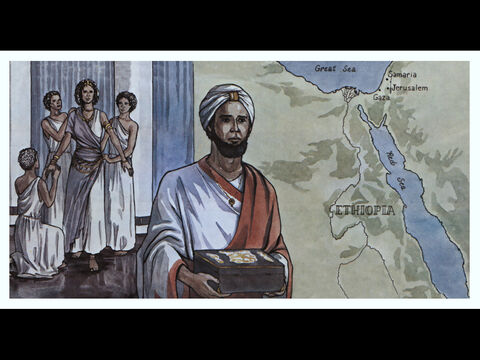 Great Sea
Samaria
Jerusalem
Gaza
Red Sea
ETHIOPIA